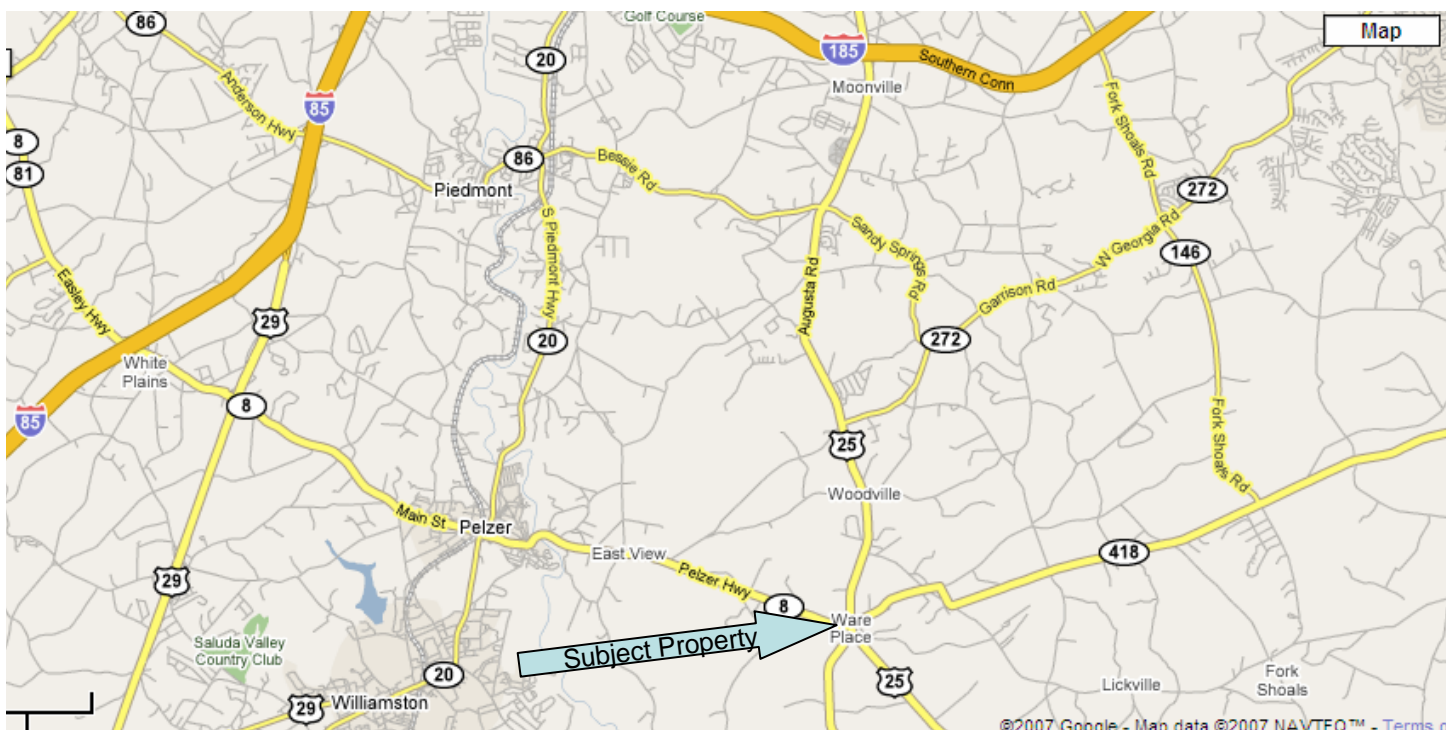 86
Golf Course
Map
20
185
Southern Conn
Moonville
Anderson Hwy
85
Fork Shoals Rd
8
81
86
Bessie Rd
Piedmont
272
S Piedmont Hwy
Sandy Springs Rd
W Georgia Rd
146
Easley Hwy
Augusta Rd
Garrison Rd
29
20
272
White
Plains
8
85
Fork Shoals Rd
25
Woodville
Main St
Pelzer
East View
418
Pelzer Hwy
29
8
Ware
Place
Saluda Valley
Country Club
Subject Property
20
25
Lickville
Fork
Shoals
29
Williamston
©2007 Google - Map data ©2007 NAVTEQ™ - Terms